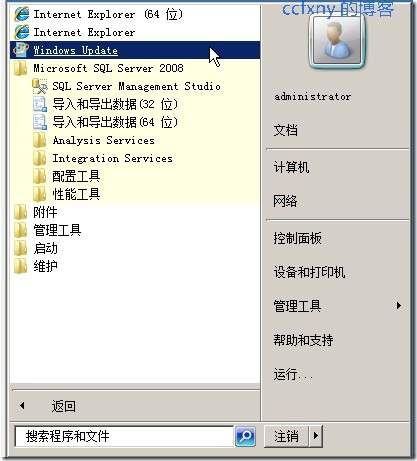 Internet Explorer (64 位)
Internet Explorer
Windows Update
Microsoft SQL Server 2008
SQL Server Management Studio
导入和导出数据(32 位)
导入和导出数据(64 位)
Analysis Services
Integration Services
配置工具
性能工具
附件
管理工具
启动
维护
返回
搜索程序和文件
ccfxny 的博客
administrator
文档
计算机
网络
控制面板
设备和打印机
管理工具
帮助和支持
运行...
注销